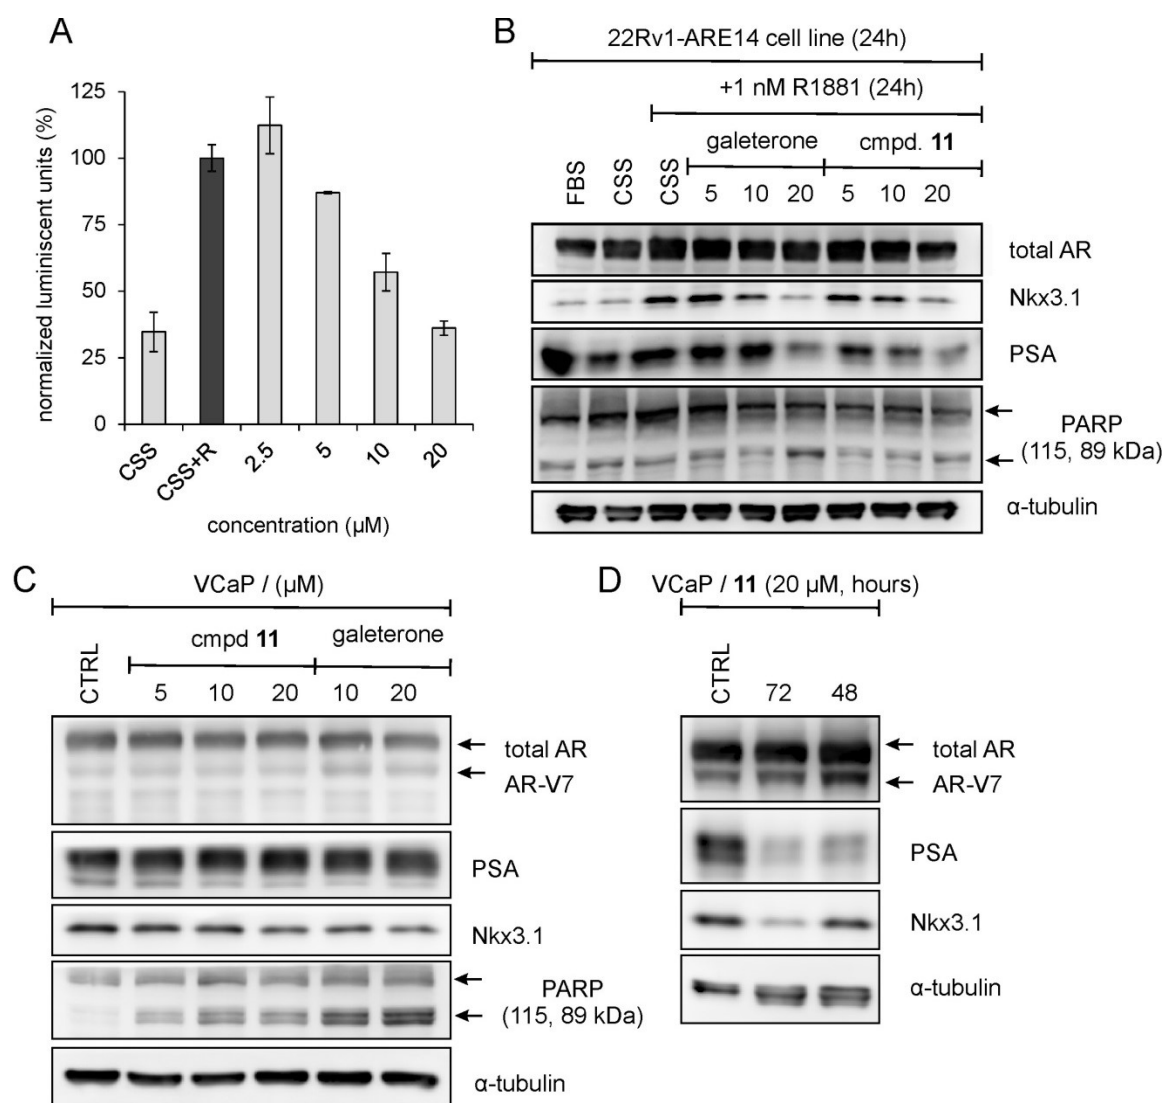 A
normalized luminiscent units (%)
125
100
75
50
25
0
CSS
CSS+R
2.5
5
10
20
concentration (µM)
B
22Rv1-ARE14 cell line (24h)
+1 nM R1881 (24h)
galeterone cmpd. 11
FBS CSS CSS 5 10 20 5 10 20
total AR
Nkx3.1
PSA
PARP
(115, 89 kDa)
α-tubulin
C
VCaP / (µM)
cmpd 11 galeterone
CTRL 5 10 20 10 20
total AR
AR-V7
PSA
Nkx3.1
PARP
(115, 89 kDa)
α-tubulin
D
VCaP / 11 (20 µM, hours)
CTRL 72 48
total AR
AR-V7
PSA
Nkx3.1
α-tubulin